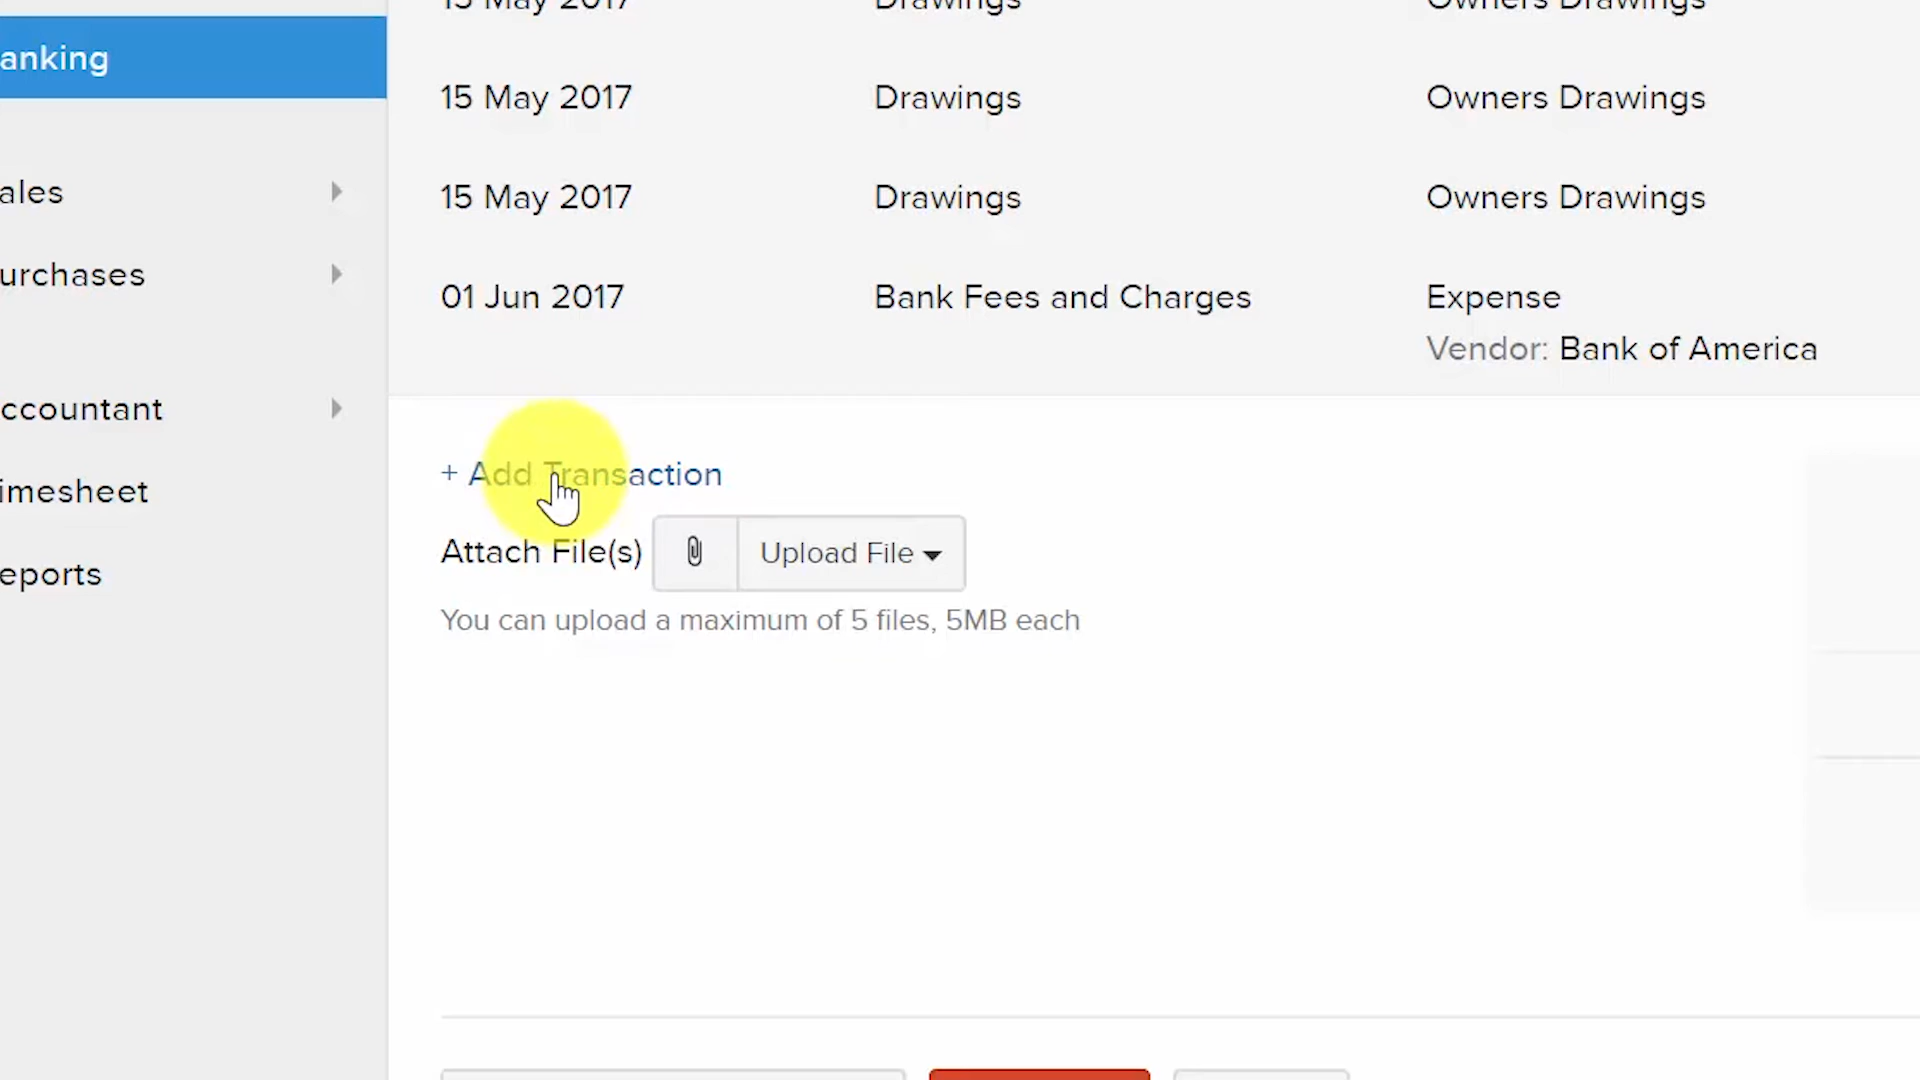 15 May 2017 Drawings Owners Drawings
anking
15 May 2017 Drawings Owners Drawings
ales
15 May 2017 Drawings Owners Drawings
urchases
01 Jun 2017 Bank Fees and Charges Expense
Vendor: Bank of America
ccountant
+ Add Transaction
imesheet
Attach File(s) Upload File
eports
You can upload a maximum of 5 files, 5MB each